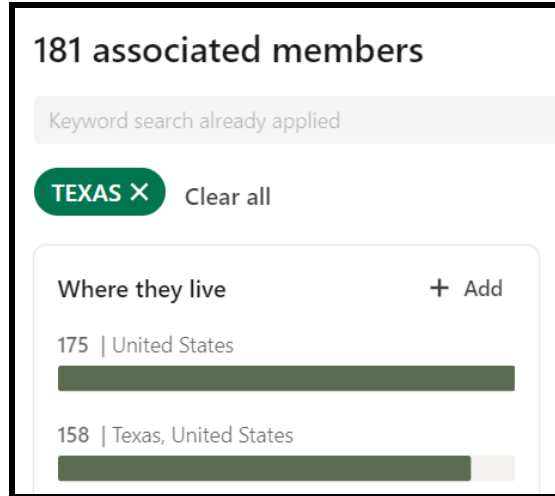 181 associated members
Keyword search already applied
TEXAS ✕ Clear all
Where they live + Add
175 | United States
158 | Texas, United States